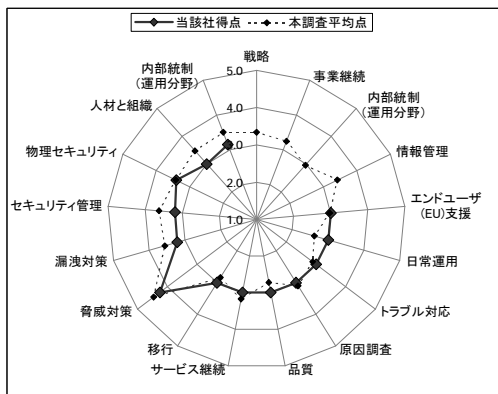 当該社得点
本調査平均点
戦略
事業継続
内部統制
(運用分野)
情報管理
エンドユーザ
(EU)支援
日常運用
トラブル対応
原因調査
品質
サービス継続
移行
脅威対策
漏洩対策
セキュリティ管理
物理セキュリティ
人材と組織
内部統制
(運用分野)
5.0
4.0
3.0
2.0
1.0